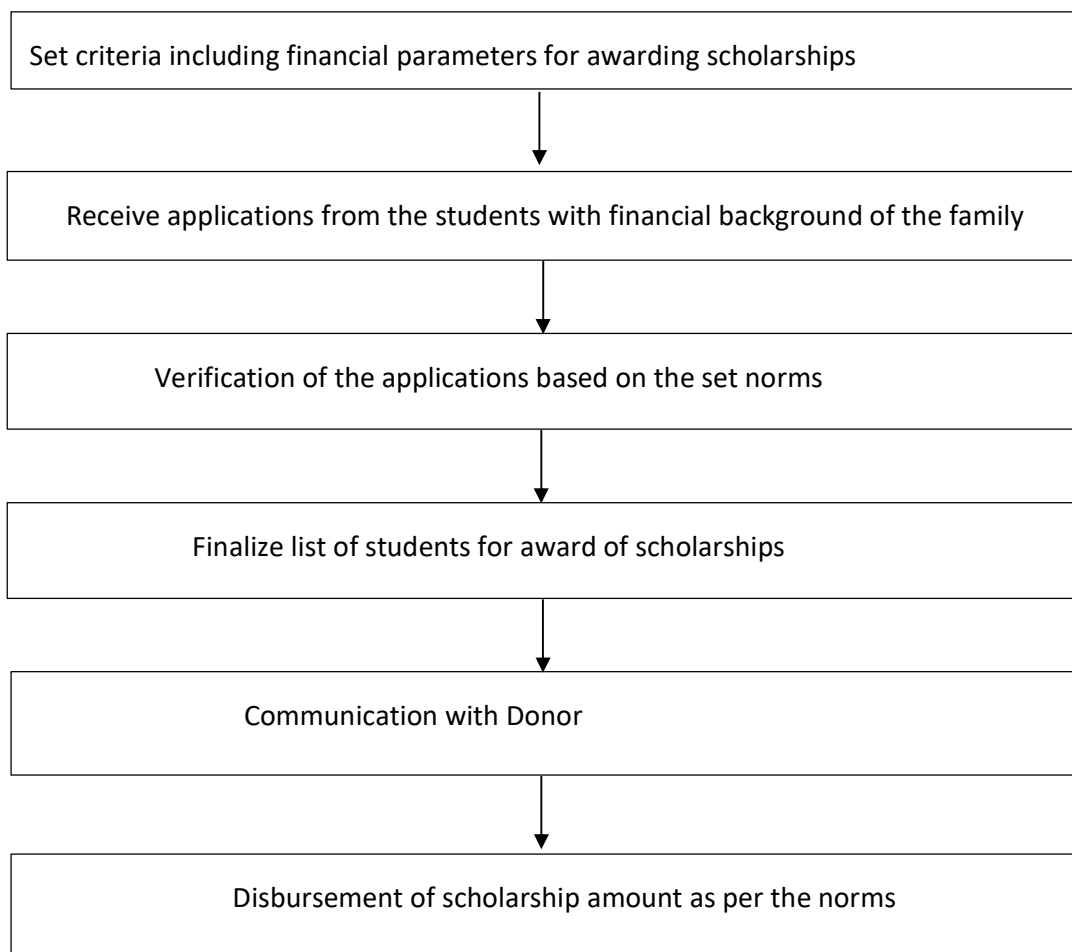 Set criteria including financial parameters for awarding scholarships
Receive applications from the students with financial background of the family
Verification of the applications based on the set norms
Finalize list of students for award of scholarships
Communication with Donor
Disbursement of scholarship amount as per the norms